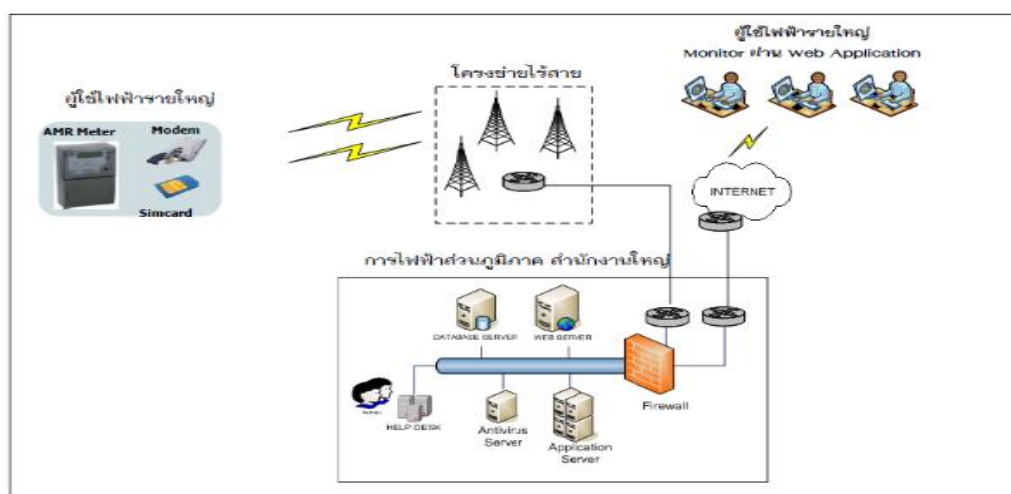 ผู้ใช้ไฟฟ้ารายใหญ่
Monitor ผ่าน Web Application
โครงข่ายไร้สาย
ผู้ใช้ไฟฟ้ารายใหญ่
AMR Meter
Modem
Simcard
INTERNET
การไฟฟ้าส่วนภูมิภาค สำนักงานใหญ่
DATABASE SERVER
WEB SERVER
Firewall
HELP DESK
Antivirus
Server
Application
Server